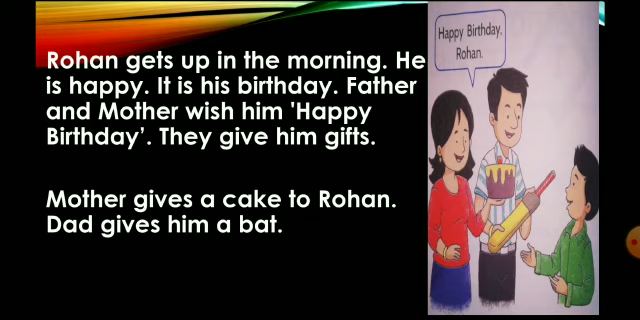 Rohan gets up in the morning. He
is happy. It is his birthday. Father
and Mother wish him 'Happy
Birthday’. They give him gifts.
Mother gives a cake to Rohan.
Dad gives him a bat.
Happy Birthday,
Rohan.